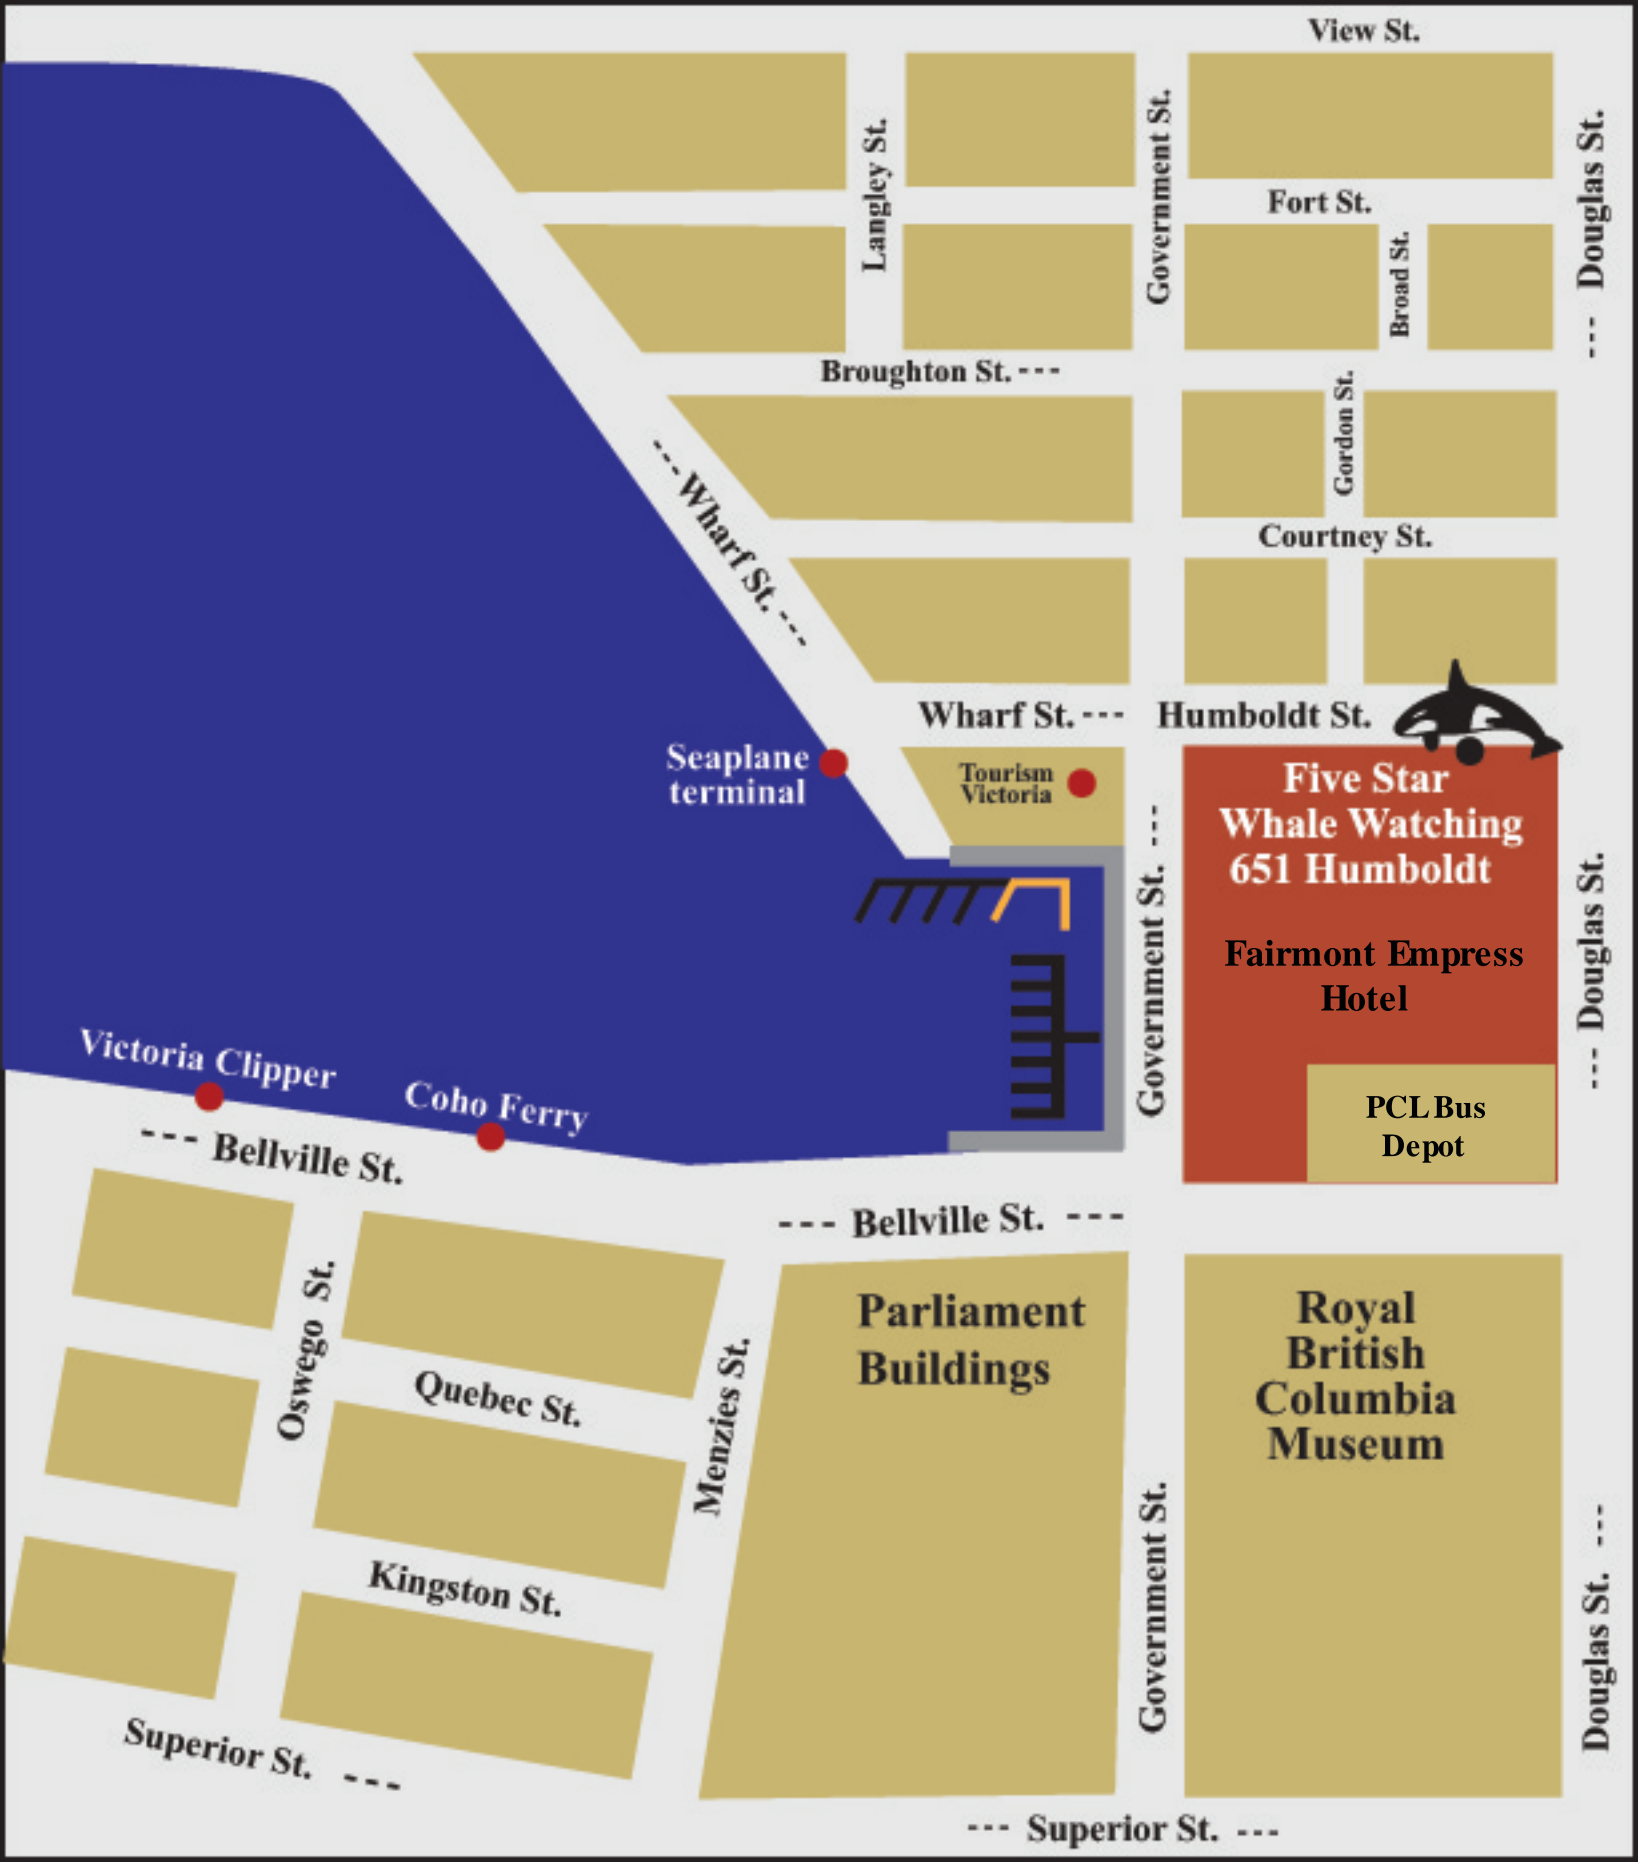 View St.
Langley St.
Government St.
Douglas St.
---
Fort St.
Broad St.
Broughton St. ---
Gordon St.
--- Wharf St. ---
Courtney St.
Wharf St. ---
Humboldt St.
Seaplane
terminal
Tourism
Victoria
Five Star
Whale Watching
651 Humboldt
Government St. ---
--- Douglas St.
Fairmont Empress
Hotel
Victoria Clipper
Coho Ferry
PCL Bus
Depot
--- Bellville St.
--- Bellville St. ---
Oswego St.
Parliament
Buildings
Royal
British
Columbia
Museum
Quebec St.
Menzies St.
Government St.
Douglas St. ---
Kingston St.
Superior St. ---
--- Superior St. ---